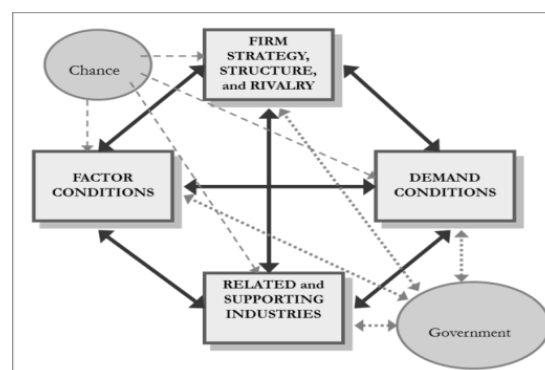 FIRM
STRATEGY,
STRUCTURE,
and RIVALRY
Chance
FACTOR
CONDITIONS
DEMAND
CONDITIONS
RELATED and
SUPPORTING
INDUSTRIES
Government